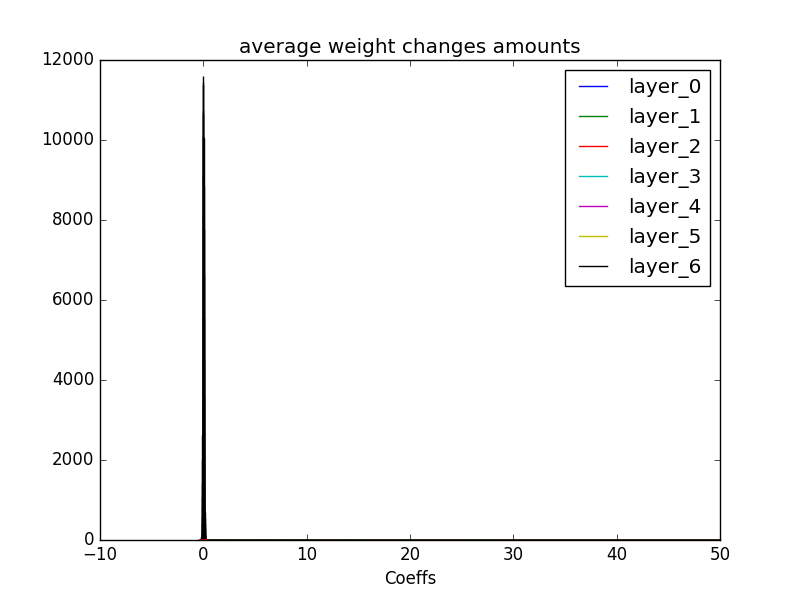 average weight changes amounts
12000
10000
8000
6000
4000
2000
0
−10
0
10
20
30
40
50
Coeffs
layer_0
layer_1
layer_2
layer_3
layer_4
layer_5
layer_6